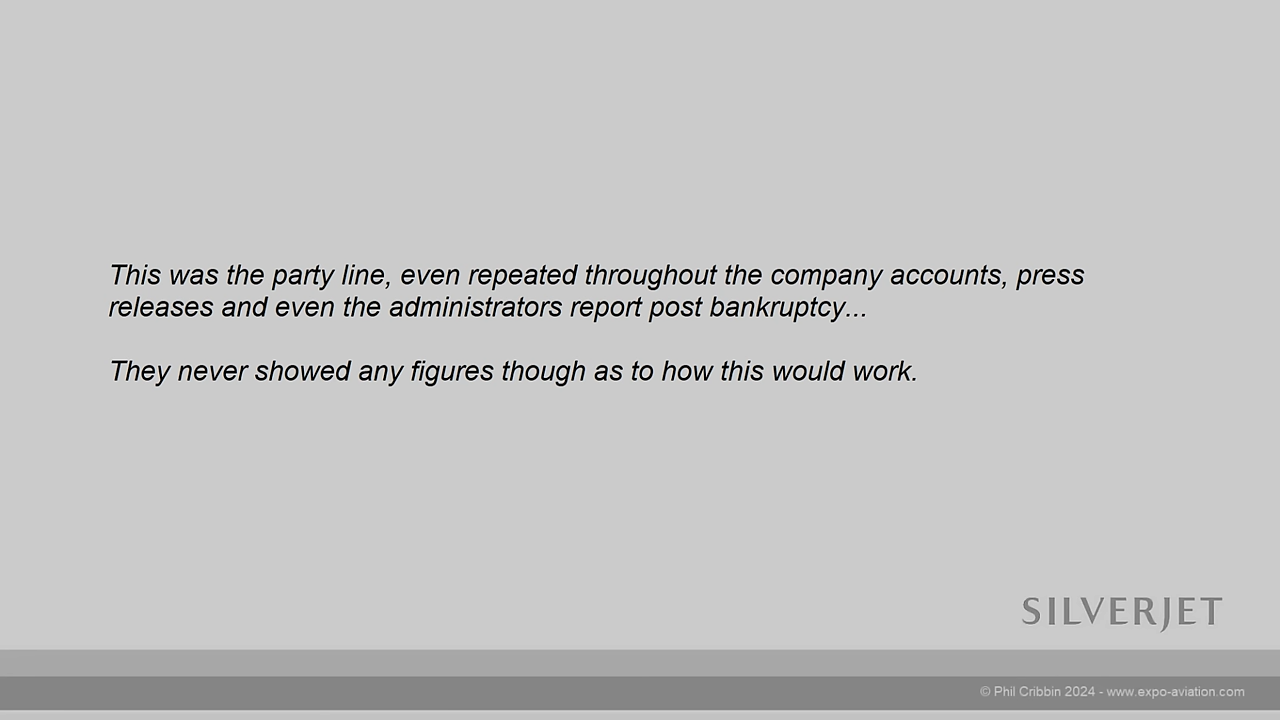 This was the party line, even repeated throughout the company accounts, press
releases and even the administrators report post bankruptcy...
They never showed any figures though as to how this would work.
SILVERJET
© Phil Cribbin 2024 - www.expo-aviation.com